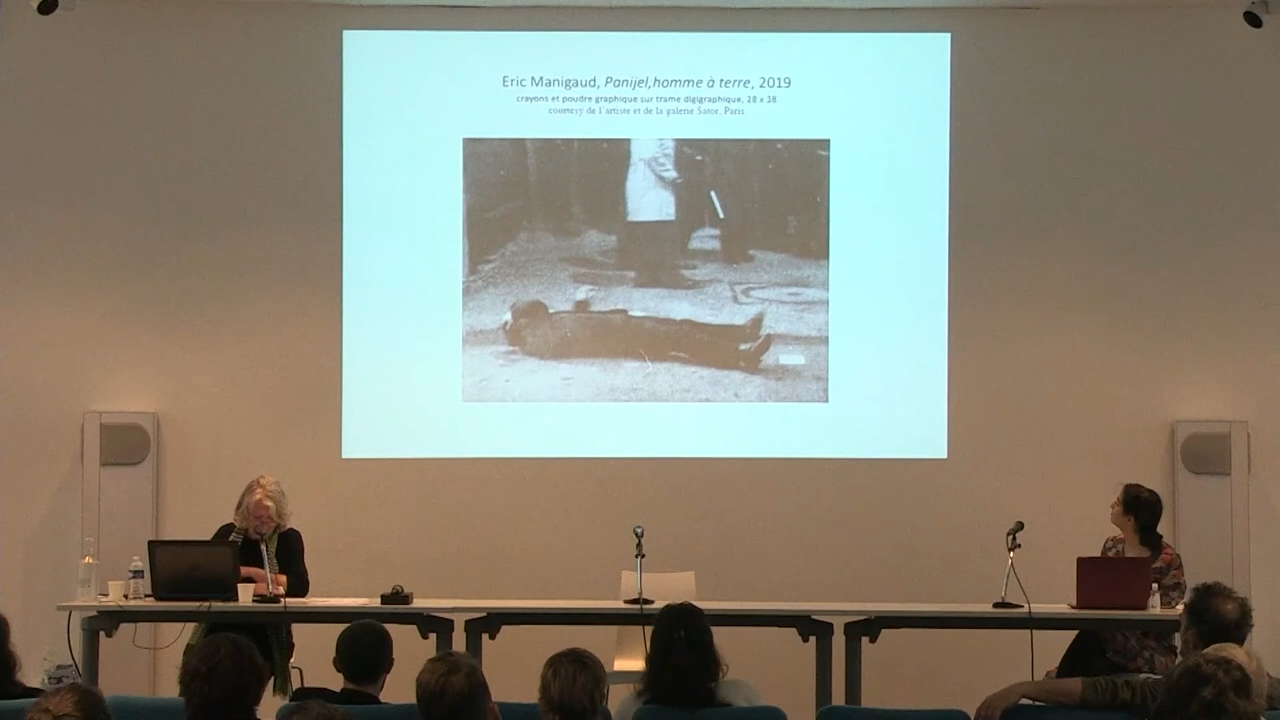 Eric Manigaud, Panijel,homme à terre, 2019
crayons et poudre graphique sur trame digigraphique, 28 x 38
courtesy de l'artiste et de la galerie Sator, Paris